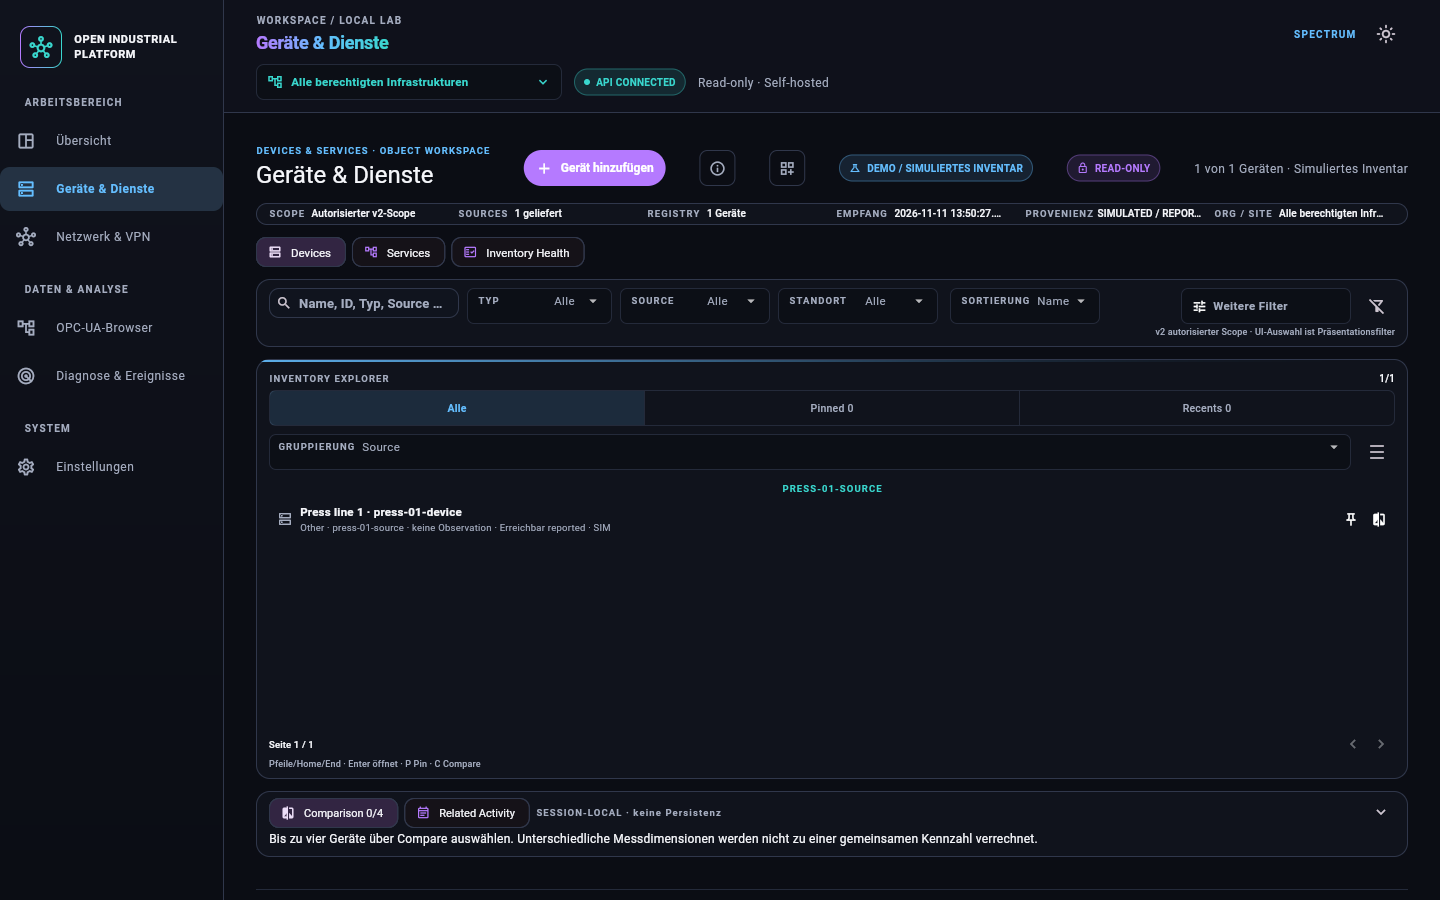 OPEN INDUSTRIAL
PLATFORM
ARBEITSBEREICH
Übersicht
Geräte & Dienste
Netzwerk & VPN
DATEN & ANALYSE
OPC-UA-Browser
Diagnose & Ereignisse
SYSTEM
Einstellungen
WORKSPACE / LOCAL LAB
Geräte & Dienste
SPECTRUM
Alle berechtigten Infrastrukturen
API CONNECTED
Read-only · Self-hosted
DEVICES & SERVICES · OBJECT WORKSPACE
Geräte & Dienste
Gerät hinzufügen
DEMO / SIMULIERTES INVENTAR
READ-ONLY
1 von 1 Geräten · Simuliertes Inventar
SCOPE Autorisierter v2-Scope
SOURCES 1 geliefert
REGISTRY 1 Geräte
EMPFANG 2026-11-11 13:50:27....
PROVENIENZ SIMULATED / REPOR...
ORG / SITE Alle berechtigten Infr...
Devices
Services
Inventory Health
Name, ID, Typ, Source ...
TYP Alle
SOURCE Alle
STANDORT Alle
SORTIERUNG Name
Weitere Filter
v2 autorisierter Scope · UI-Auswahl ist Präsentationsfilter
INVENTORY EXPLORER
1/1
Alle
Pinned 0
Recents 0
GRUPPIERUNG Source
PRESS-01-SOURCE
Press line 1 · press-01-device
Other · press-01-source · keine Observation · Erreichbar reported · SIM
Seite 1 / 1
Pfeile/Home/End · Enter öffnet · P Pin · C Compare
Comparison 0/4
Related Activity
SESSION-LOCAL · keine Persistenz
Bis zu vier Geräte über Compare auswählen. Unterschiedliche Messdimensionen werden nicht zu einer gemeinsamen Kennzahl verrechnet.